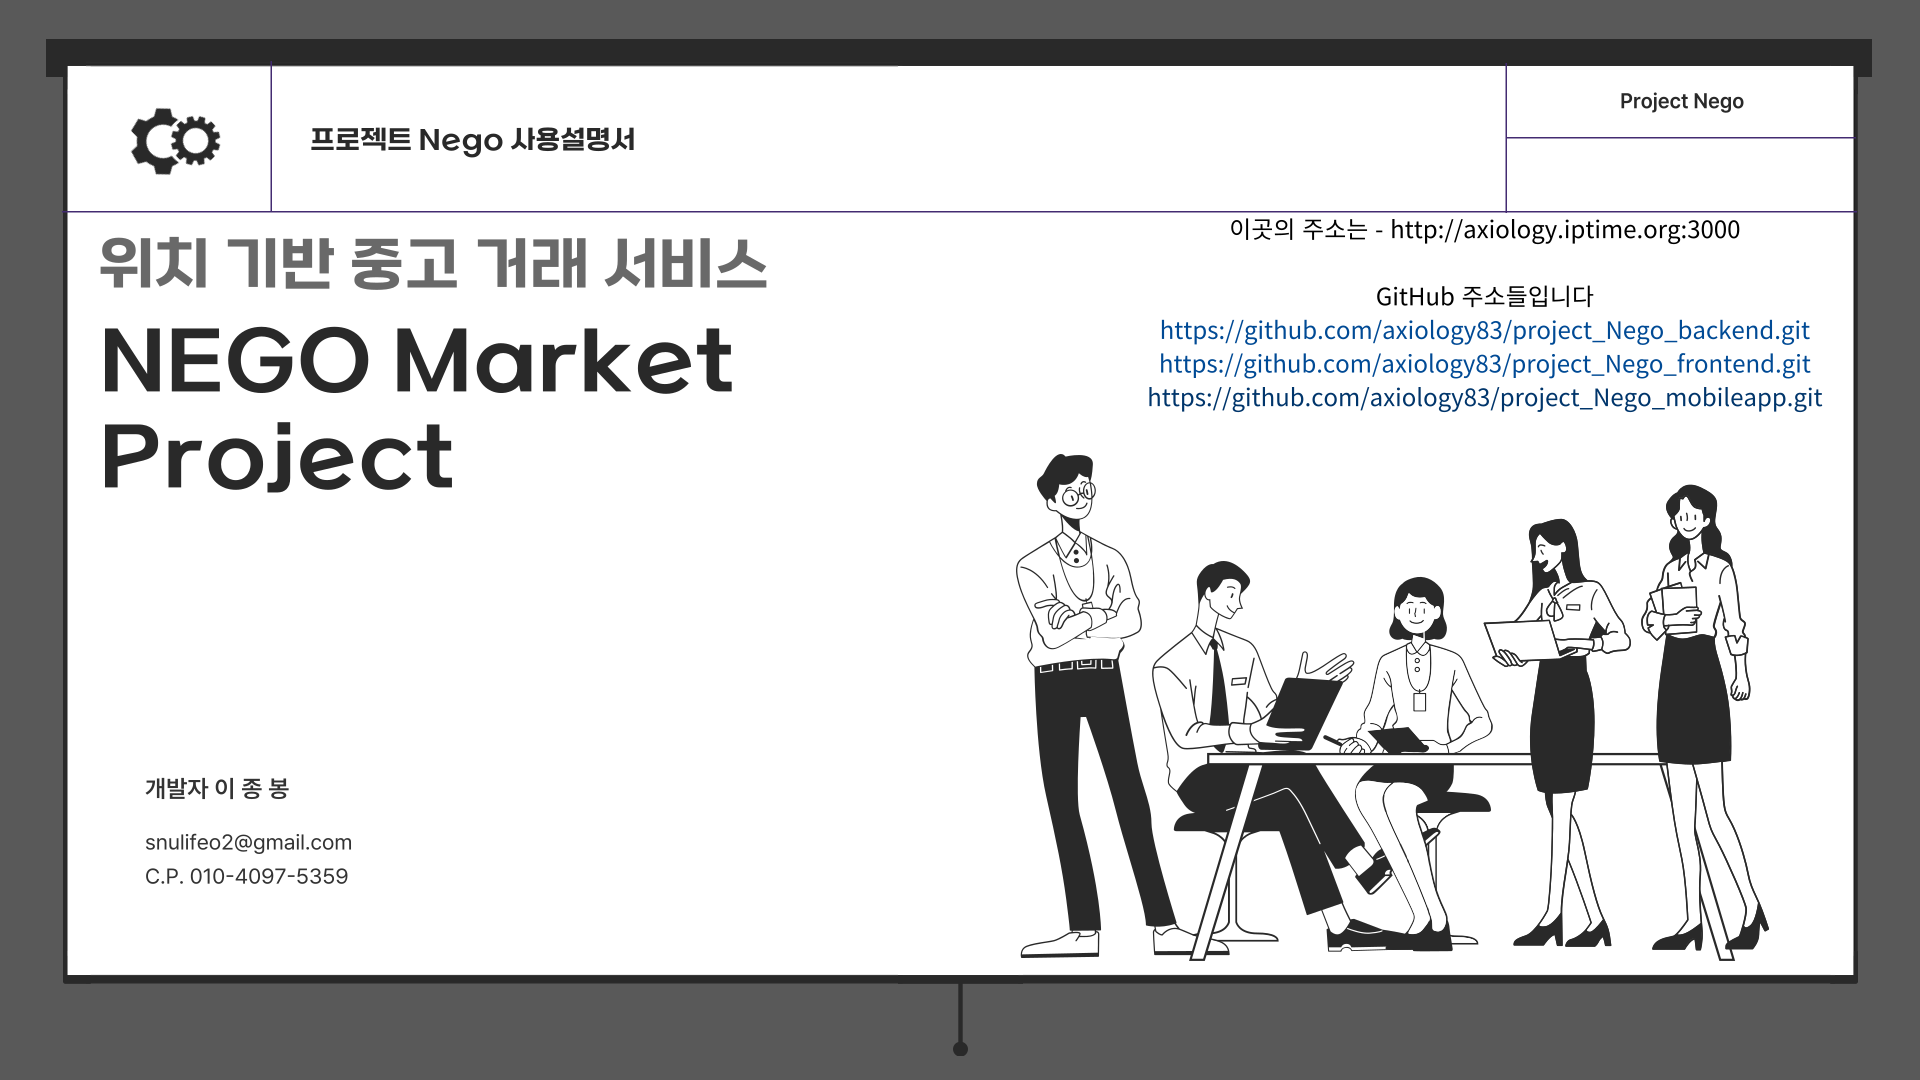 CO
프로젝트 Nego 사용설명서
Project Nego
위치 기반 중고 거래 서비스
NEGO Market
Project
이곳의 주소는 - http://axiology.iptime.org:3000
GitHub 주소들입니다
https://github.com/axiology83/project_Nego_backend.git
https://github.com/axiology83/project_Nego_frontend.git
https://github.com/axiology83/project_Nego_mobileapp.git
개발자 이 종 봉
snulifeo2@gmail.com
C.P. 010-4097-5359